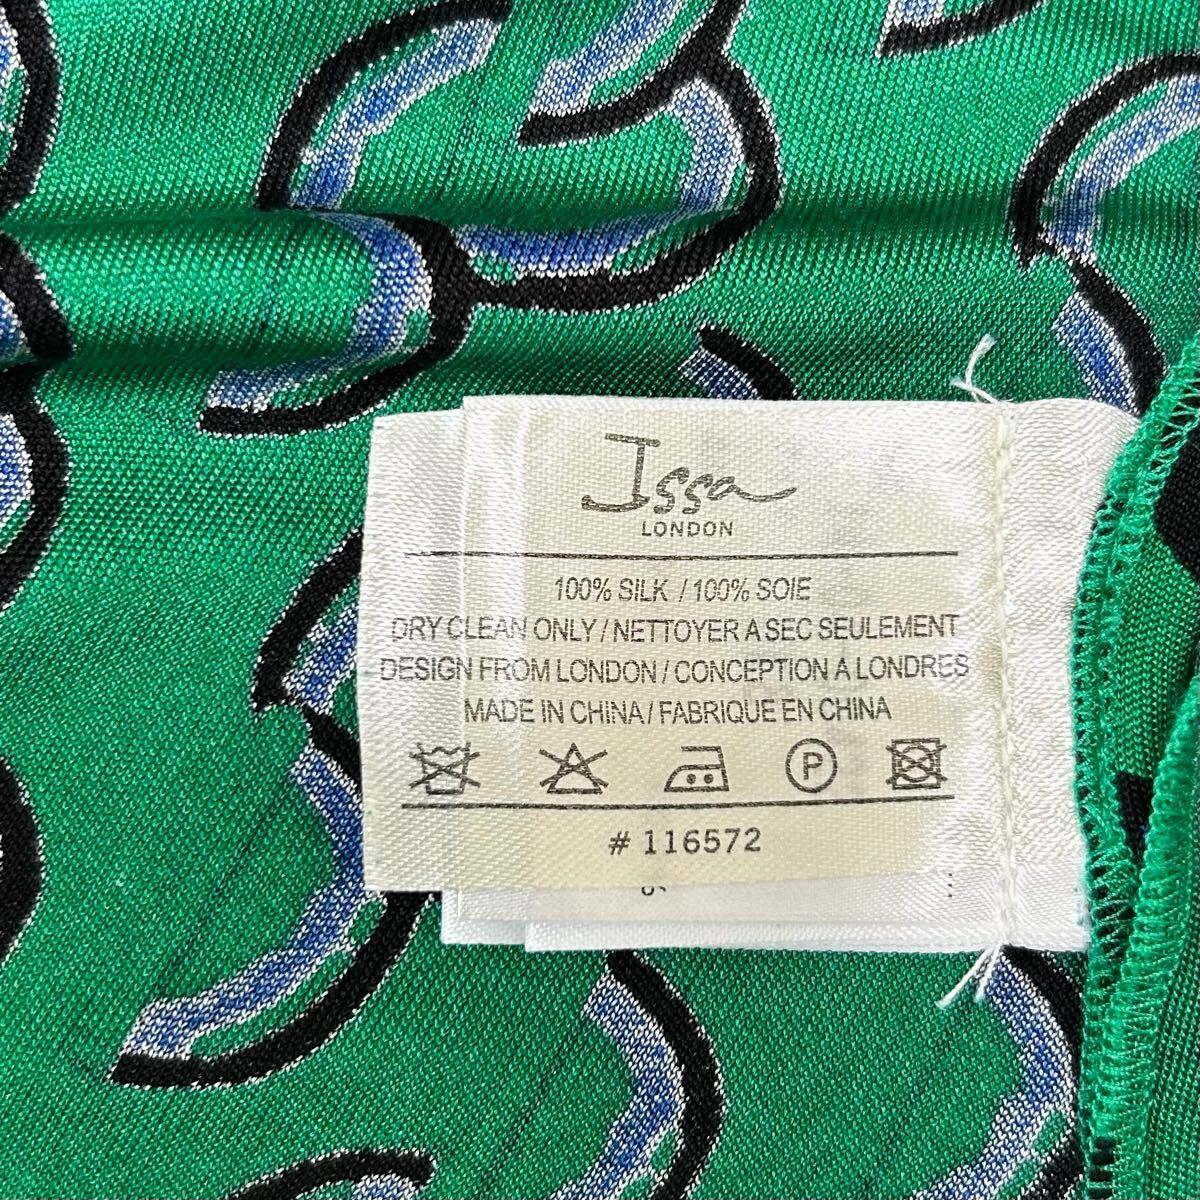 Issa
LONDON
100% SILK / 100% SOIE
DRY CLEAN ONLY / NETTOYER A SEC SEULEMENT
DESIGN FROM LONDON / CONCEPTION A LONDRES
MADE IN CHINA / FABRIQUE EN CHINA
P
# 116572